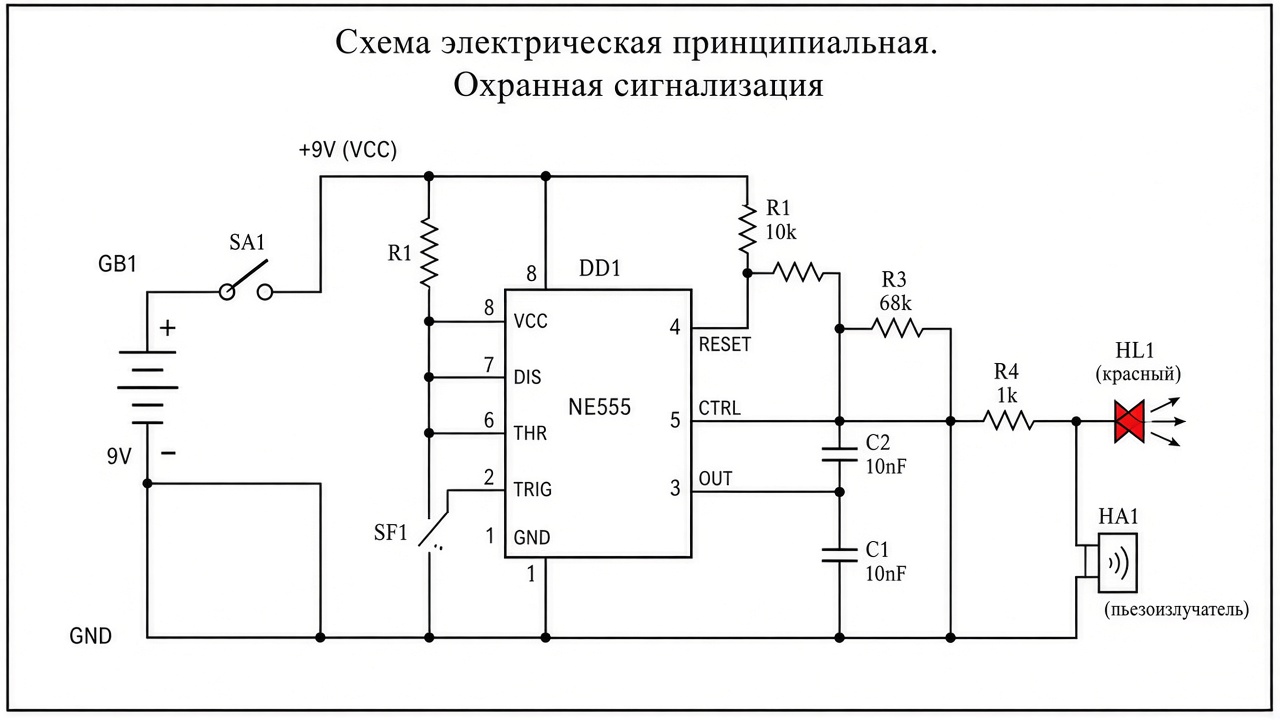 Схема электрическая принципиальная.
Охранная сигнализация
+9V (VCC)
GB1
SA1
+
9V
−
GND
R1
8
DD1
8
VCC
7
DIS
6
THR
2
TRIG
1
GND
1
NE555
4
RESET
5
CTRL
3
OUT
SF1
R1
10k
R3
68k
R4
1k
C2
10nF
C1
10nF
HL1
(красный)
HA1
(пьезоизлучатель)